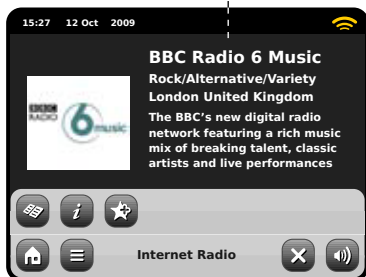 15:27 12 Oct 2009
BBC Radio 6 Music
Rock/Alternative/Variety
London United Kingdom
The BBC's new digital radio
network featuring a rich music
mix of breaking talent, classic
artists and live performances
BBC
RADIO
6
music
i
Internet Radio